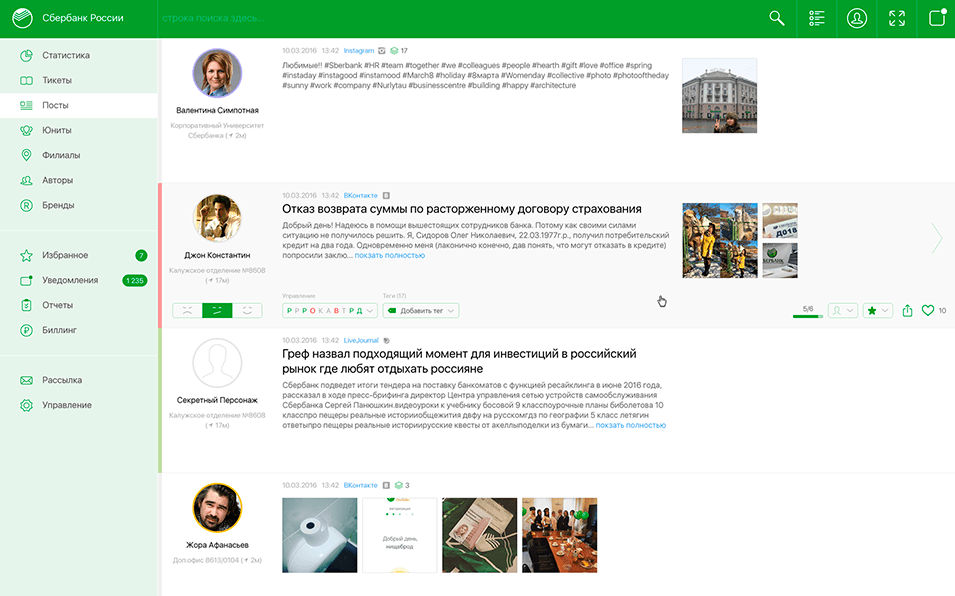 Сбербанк России
строка поиска здесь...
Статистика
Тикеты
Посты
Юниты
Филиалы
Авторы
Бренды
Избранное
7
Уведомления
1 235
Отчеты
Биллинг
Рассылка
Управление
Валентина Симпотная
Корпоративный Университет
Сбербанка ( 2м)
10.03.2016 13:42 Instagram 17
Любимые!! #Sberbank #HR #team #together #we #colleagues #people #hearth #gift #love #office #spring
#instaday #instagood #instamood #March8 #holiday #8марта #Womenday #collective #photo #photooftheday
#sunny #work #company #Nurlytau #businesscentre #building #happy #architecture
Джон Константин
Калужское отделение №8608
( 17м)
10.03.2016 13:42 ВКонтакте
Отказ возврата суммы по расторженному договору страхования
Добрый день! Надеюсь в помощи вышестоящих сотрудников банка. Потому как своими силами
ситуацию не получилось решить. Я, Сидоров Олег Николаевич, 22.03.1977г.р., получил потребительский
кредит на два года. Одновременно меня (лаконично конечно, дав понять, что могут отказать в кредите)
попросили заклю... показать полностью
Управление
Теги (17)
Р Р Р О К А В Т Р Д
Добавить тег
5/6
10
Секретный Персонаж
Калужское отделение №8608
( 17м)
10.03.2016 13:42 LiveJournal
Греф назвал подходящий момент для инвестиций в российский
рынок где любят отдыхать россияне
Сбербанк подведет итоги тендера на поставку банкоматов с функцией ресайклинга в июне 2016 года,
рассказал в ходе пресс-брифинга директор Центра управления сетью устройств самообслуживания
Сбербанка Сергей Панюшкин.видеоуроки к учебнику босовой 9 класспоурочные планы биболетова 10
класспро пещеры реальные историиобщежития двфу на русскомгдз по географии 5 класс летягин
ответыпро пещеры реальные историирусские квесты от акеллыподелки из бумаги... покзать полностью
Жора Афанасьев
Доп.офис 8613/0104 ( 2м)
10.03.2016 13:42 ВКонтакте 3
Добрый день,
нищеброд